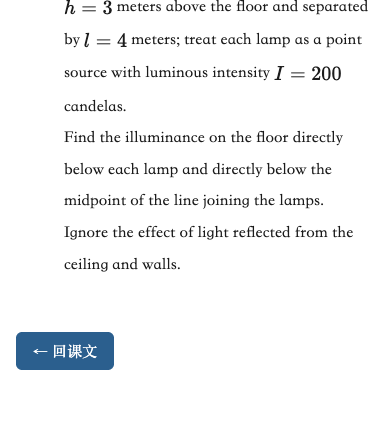 h = 3 meters above the floor and separated
by l = 4 meters; treat each lamp as a point
source with luminous intensity I = 200
candelas.
Find the illuminance on the floor directly
below each lamp and directly below the
midpoint of the line joining the lamps.
Ignore the effect of light reflected from the
ceiling and walls.
← 回课文